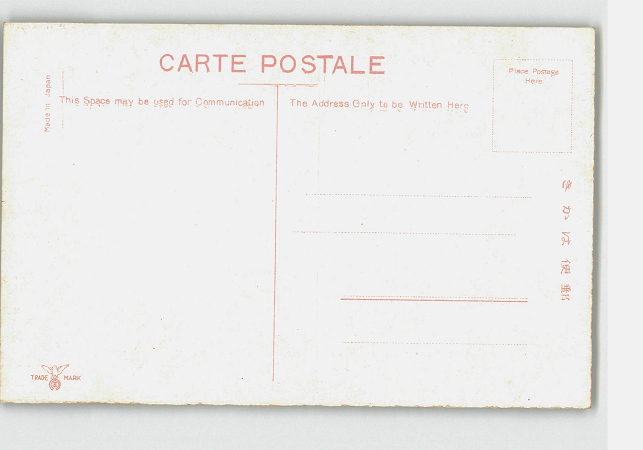 CARTE POSTALE
Made in Japan
This Space may be used for Communication
The Address Only to be Written Here
Place Postage
Here
郵便はがき
TRADE MARK